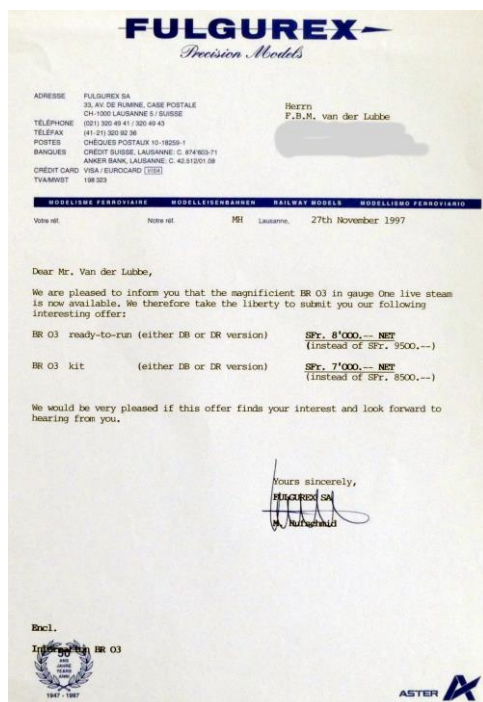 FULGUREX
Precision Models
ADRESSE FULGUREX SA
33, AV. DE RUMINE, CASE POSTALE
CH-1000 LAUSANNE 5 / SUISSE
TÉLÉPHONE (021) 320 49 41 / 320 49 43
TÉLÉFAX (41-21) 320 92 36
POSTES CHÈQUES POSTAUX 10-18259-1
BANQUES CRÉDIT SUISSE, LAUSANNE: C. 874'603-71
ANKER BANK, LAUSANNE: C. 42.512/01.08
CRÉDIT CARD VISA / EUROCARD VISA
TVA/MWST 198 323
Herrn
F.B.M. van der Lubbe
MODELISME FERROVIAIRE MODELLEISENBAHNEN RAILWAY MODELS MODELLISMO FERROVIARIO
Votre réf. Notre réf. MH Lausanne, 27th November 1997
Dear Mr. Van der Lubbe,
We are pleased to inform you that the magnificient BR 03 in gauge One live steam
is now available. We therefore take the liberty to submit you our following
interesting offer:
BR 03 ready-to-run (either DB or DR version) SFr. 8'000.-- NET
(instead of SFr. 9500.--)
BR 03 kit (either DB or DR version) SFr. 7'000.-- NET
(instead of SFr. 8500.--)
We would be very pleased if this offer finds your interest and look forward to
hearing from you.
Yours sincerely,
FULGUREX SA
M. Hufschmid
Encl.
Information BR 03
50
ANS
JAHRE
YEARS
ANNI
1947 - 1997
ASTER